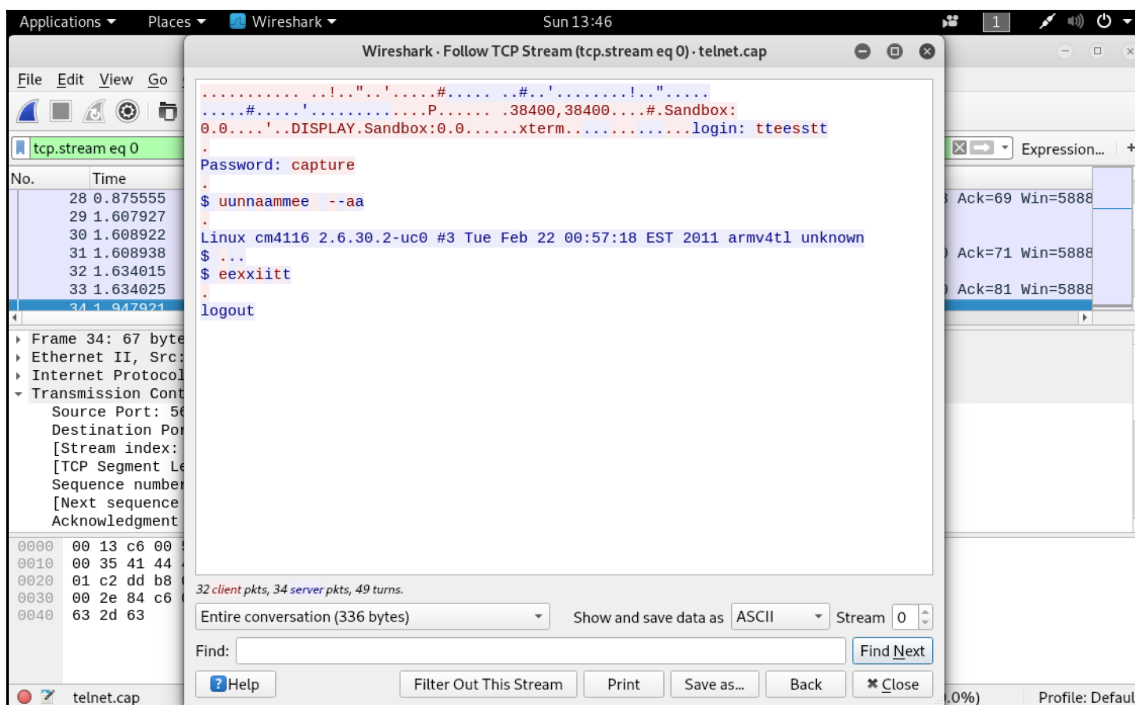 Applications ▾ Places ▾ Wireshark ▾ Sun 13:46 1
Wireshark · Follow TCP Stream (tcp.stream eq 0) · telnet.cap
File Edit View Go
tcp.stream eq 0 Expression... +
No. Time
28 0.875555 Ack=69 Win=5888
29 1.607927
30 1.608922
31 1.608938 Ack=71 Win=5888
32 1.634015
33 1.634025 Ack=81 Win=5888
34 1.947921
........... ..!.."..'.....#..... ..#..'........!..".....
.....#.....'.............P...... .38400,38400....#.Sandbox:
0.0....'..DISPLAY.Sandbox:0.0......xterm..............login: tteesstt
.
Password: capture
.
$ uunnaammee  --aa
.
Linux cm4116 2.6.30.2-uc0 #3 Tue Feb 22 00:57:18 EST 2011 armv4tl unknown
$ ...
$ eexxiitt
.
logout
Frame 34: 67 byte
Ethernet II, Src:
Internet Protocol
Transmission Cont
Source Port: 56
Destination Por
[Stream index:
[TCP Segment Le
Sequence number
[Next sequence
Acknowledgment
0000 00 13 c6 00
0010 00 35 41 44
0020 01 c2 dd b8
0030 00 2e 84 c6
0040 63 2d 63
32 client pkts, 34 server pkts, 49 turns.
Entire conversation (336 bytes) Show and save data as ASCII Stream 0
Find: Find Next
Help Filter Out This Stream Print Save as... Back Close
telnet.cap .0%) Profile: Defaul